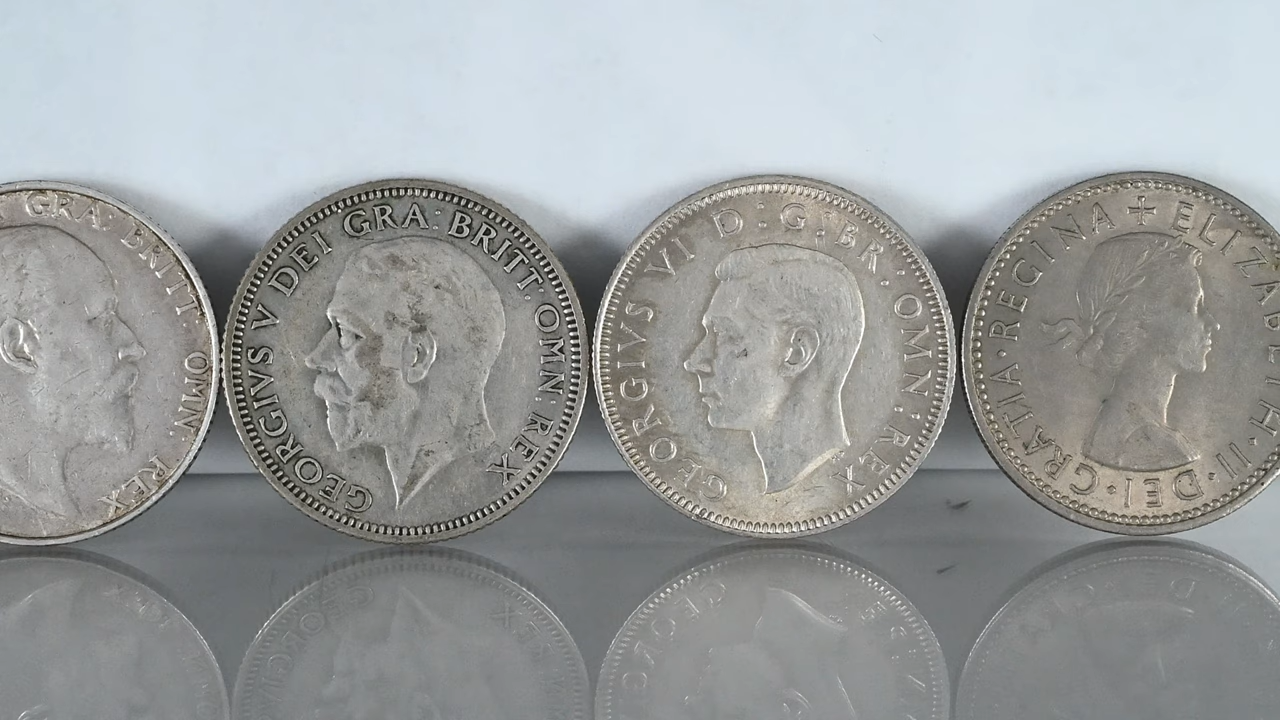 GRA: BRITT: OMN: REX
GEORGIVS V DEI GRA: BRITT: OMN: REX
GEORGIVS VI D: G: BR: OMN: REX
ELIZABETH·II·DEI·GRATIA·REGINA